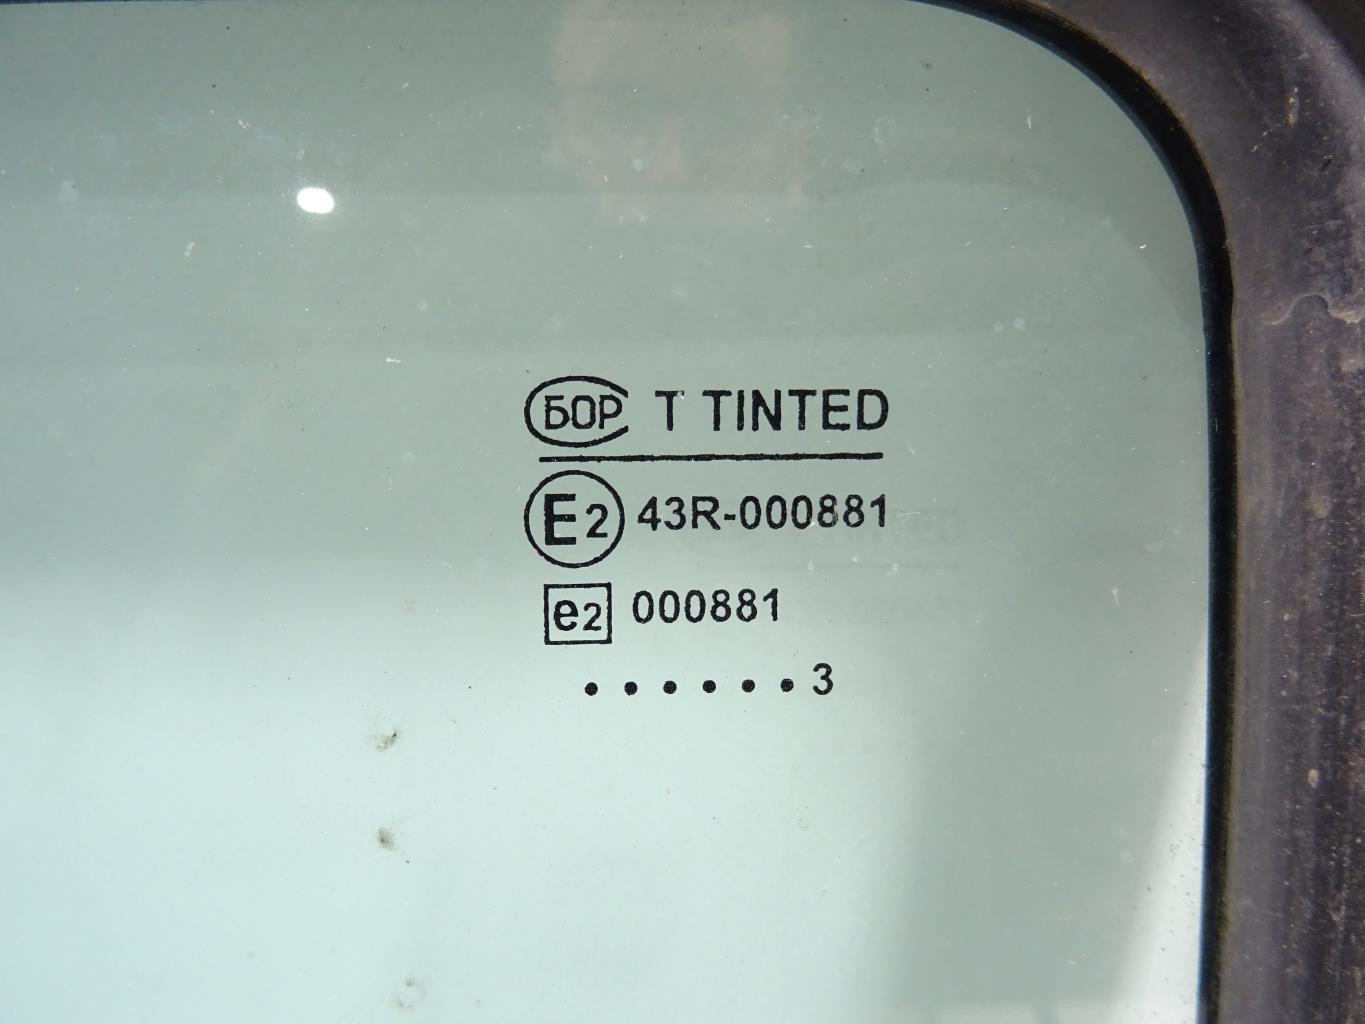 БОР T TINTED
E2 43R-000881
e2 000881
. . . . . . 3